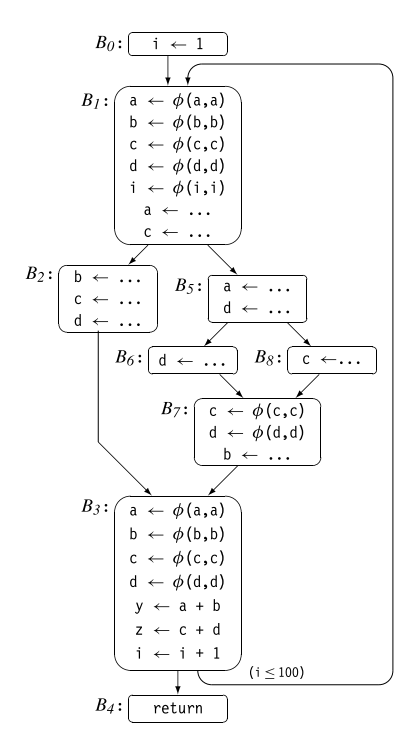 B0: i ← 1
B1: a ← ϕ(a,a)
b ← ϕ(b,b)
c ← ϕ(c,c)
d ← ϕ(d,d)
i ← ϕ(i,i)
a ← ...
c ← ...
B2: b ← ...
c ← ...
d ← ...
B5: a ← ...
d ← ...
B6: d ← ...
B8: c ←...
B7: c ← ϕ(c,c)
d ← ϕ(d,d)
b ← ...
B3: a ← ϕ(a,a)
b ← ϕ(b,b)
c ← ϕ(c,c)
d ← ϕ(d,d)
y ← a + b
z ← c + d
i ← i + 1
(i ≤ 100)
B4: return